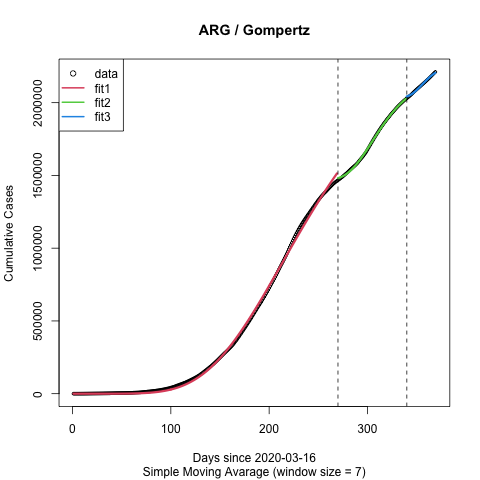 ARG / Gompertz
data
fit1
fit2
fit3
Cumulative Cases
0
500000
1000000
1500000
2000000
0 100 200 300
Days since 2020-03-16
Simple Moving Avarage (window size = 7)